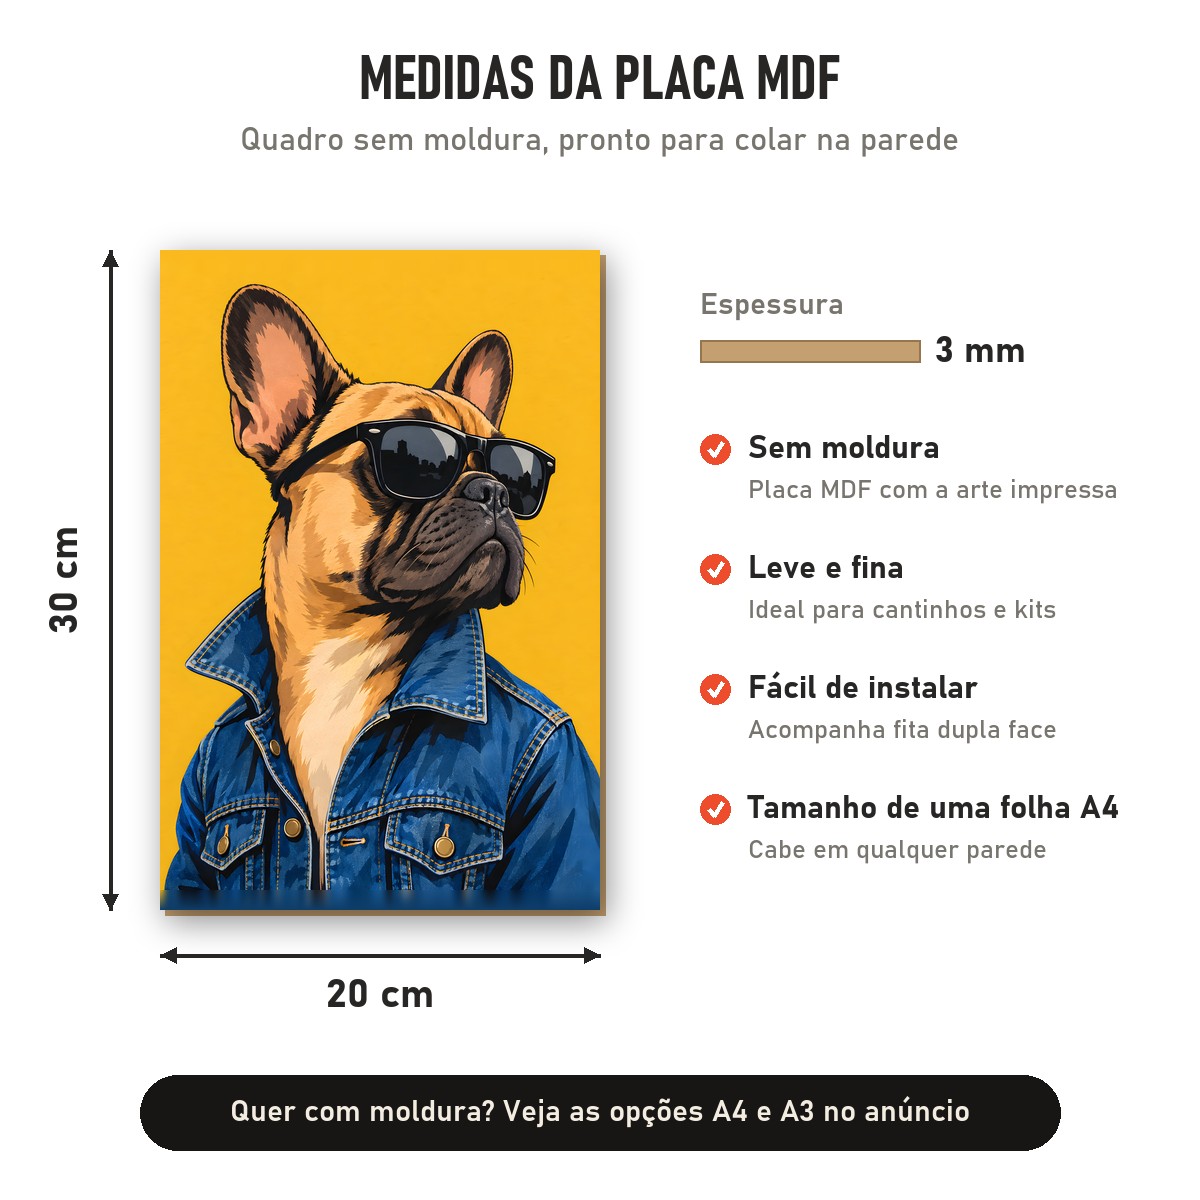 MEDIDAS DA PLACA MDF
Quadro sem moldura, pronto para colar na parede
30 cm
20 cm
Espessura
3 mm
Sem moldura
Placa MDF com a arte impressa
Leve e fina
Ideal para cantinhos e kits
Fácil de instalar
Acompanha fita dupla face
Tamanho de uma folha A4
Cabe em qualquer parede
Quer com moldura? Veja as opções A4 e A3 no anúncio